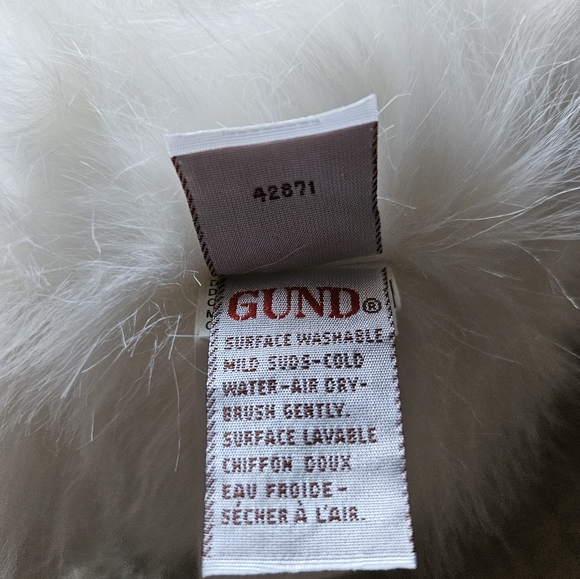 42871
GUND®
SURFACE WASHABLE
MILD SUDS-COLD
WATER-AIR DRY-
BRUSH GENTLY.
SURFACE LAVABLE
CHIFFON DOUX
EAU FROIDE-
SÉCHER À L'AIR.